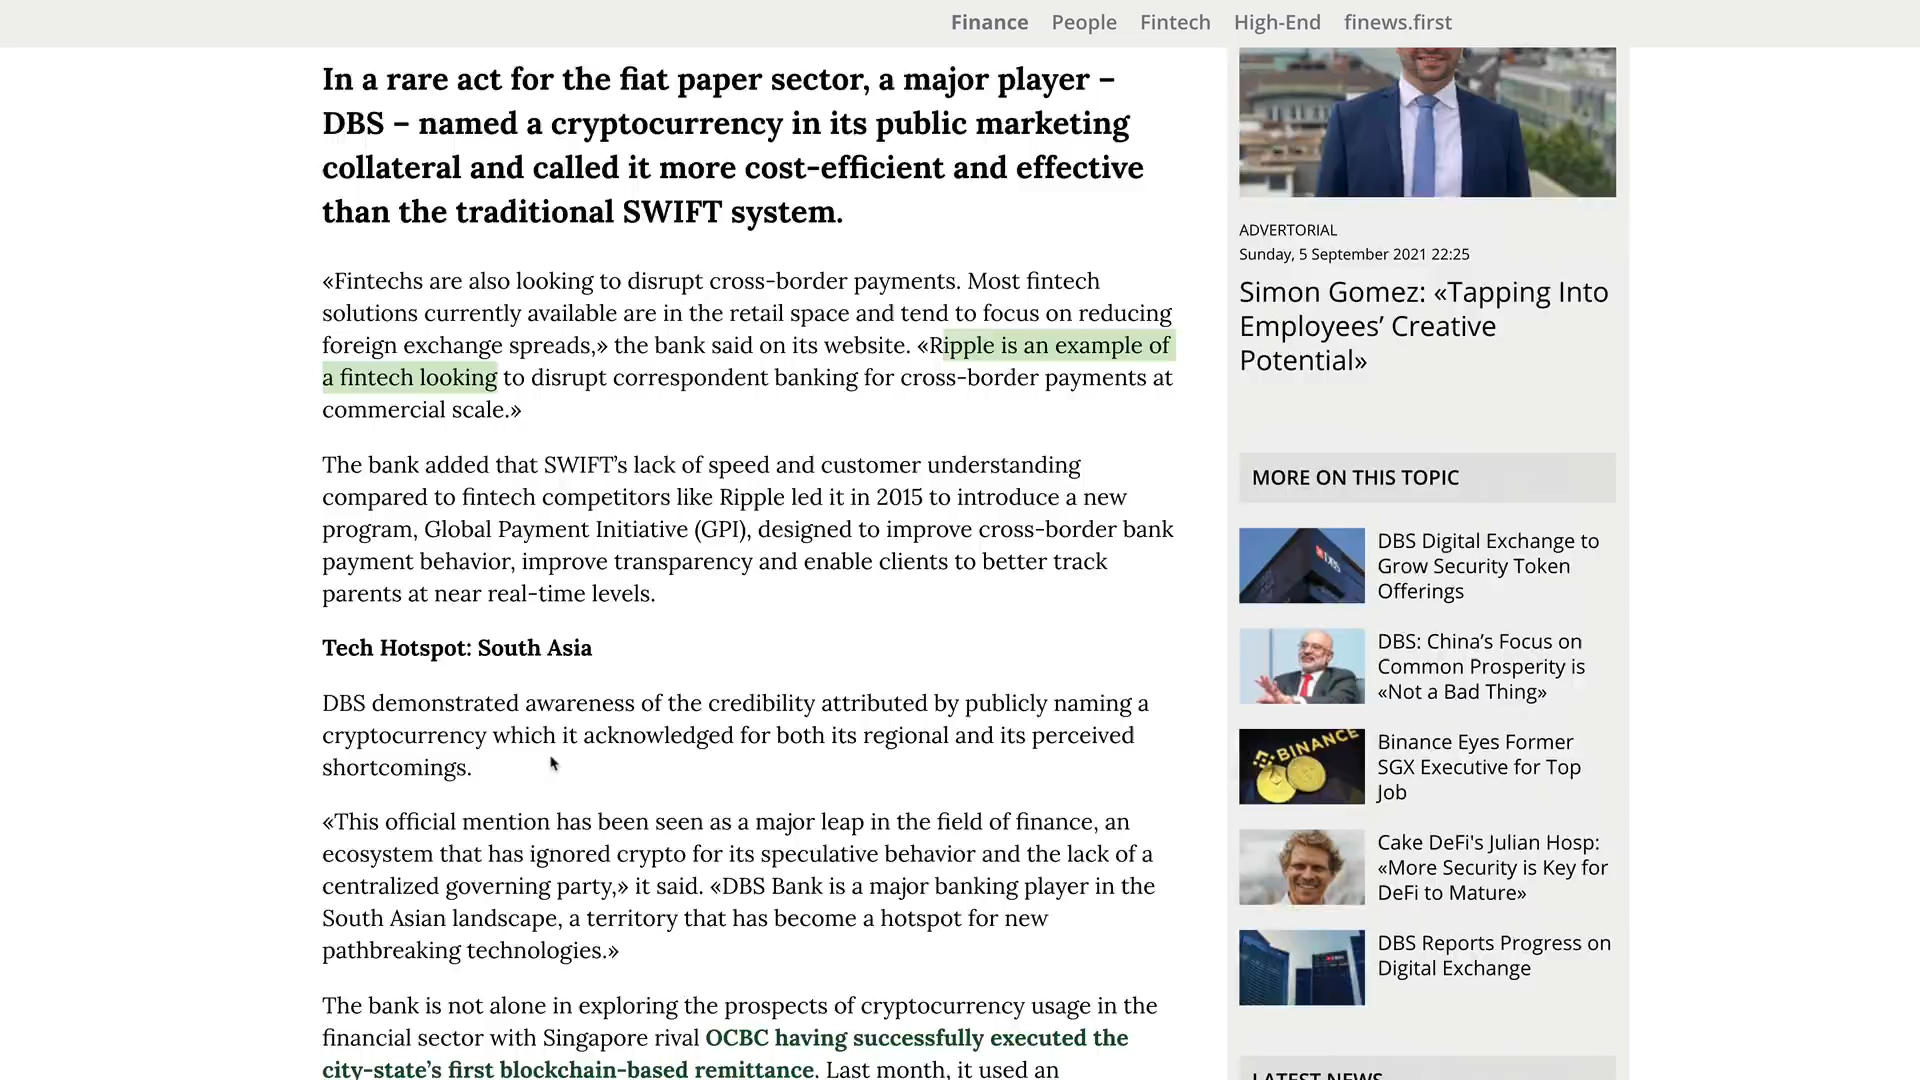 Finance People Fintech High-End finews.first
In a rare act for the fiat paper sector, a major player –
DBS – named a cryptocurrency in its public marketing
collateral and called it more cost-efficient and effective
than the traditional SWIFT system.
«Fintechs are also looking to disrupt cross-border payments. Most fintech
solutions currently available are in the retail space and tend to focus on reducing
foreign exchange spreads,» the bank said on its website. «Ripple is an example of
a fintech looking to disrupt correspondent banking for cross-border payments at
commercial scale.»
The bank added that SWIFT’s lack of speed and customer understanding
compared to fintech competitors like Ripple led it in 2015 to introduce a new
program, Global Payment Initiative (GPI), designed to improve cross-border bank
payment behavior, improve transparency and enable clients to better track
parents at near real-time levels.
Tech Hotspot: South Asia
DBS demonstrated awareness of the credibility attributed by publicly naming a
cryptocurrency which it acknowledged for both its regional and its perceived
shortcomings.
«This official mention has been seen as a major leap in the field of finance, an
ecosystem that has ignored crypto for its speculative behavior and the lack of a
centralized governing party,» it said. «DBS Bank is a major banking player in the
South Asian landscape, a territory that has become a hotspot for new
pathbreaking technologies.»
The bank is not alone in exploring the prospects of cryptocurrency usage in the
financial sector with Singapore rival OCBC having successfully executed the
city-state’s first blockchain-based remittance. Last month, it used an
ADVERTORIAL
Sunday, 5 September 2021 22:25
Simon Gomez: «Tapping Into
Employees’ Creative
Potential»
MORE ON THIS TOPIC
DBS
DBS Digital Exchange to
Grow Security Token
Offerings
DBS: China’s Focus on
Common Prosperity is
«Not a Bad Thing»
BINANCE
Binance Eyes Former
SGX Executive for Top
Job
Cake DeFi's Julian Hosp:
«More Security is Key for
DeFi to Mature»
DBS
DBS Reports Progress on
Digital Exchange
LATEST NEWS